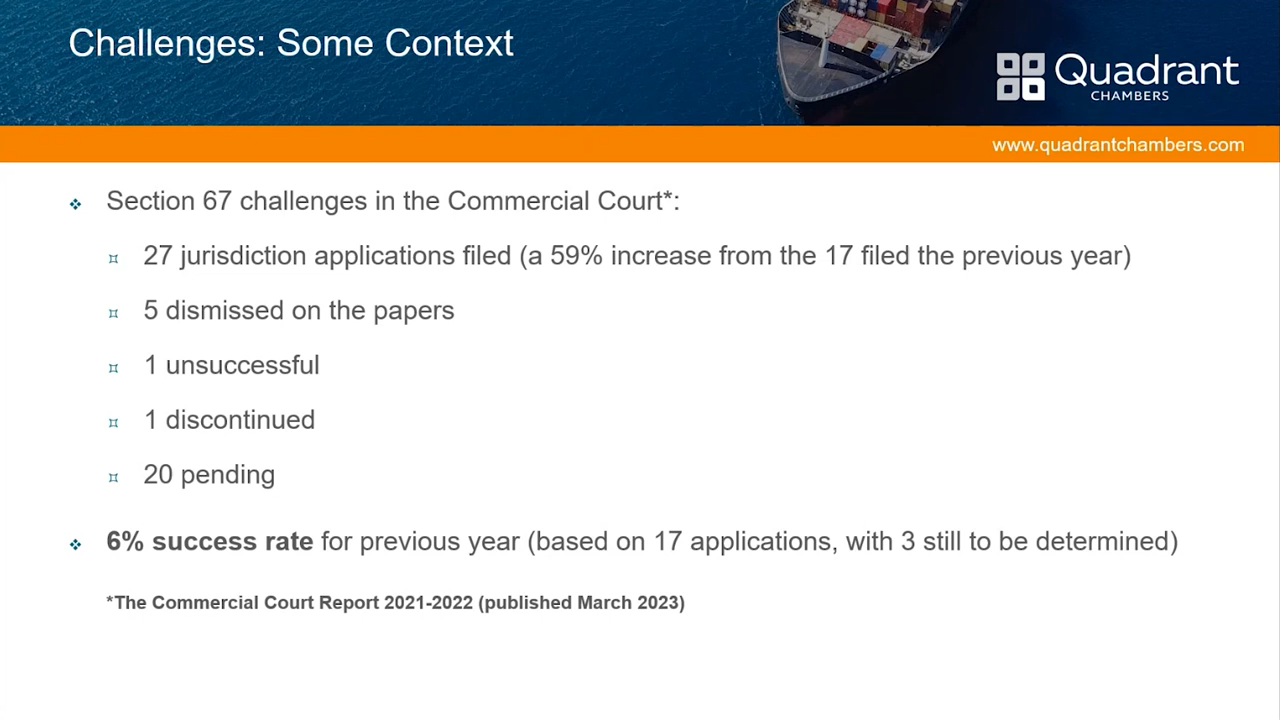 Challenges: Some Context
Quadrant
CHAMBERS
www.quadrantchambers.com
Section 67 challenges in the Commercial Court*:
27 jurisdiction applications filed (a 59% increase from the 17 filed the previous year)
5 dismissed on the papers
1 unsuccessful
1 discontinued
20 pending
6% success rate for previous year (based on 17 applications, with 3 still to be determined)
*The Commercial Court Report 2021-2022 (published March 2023)